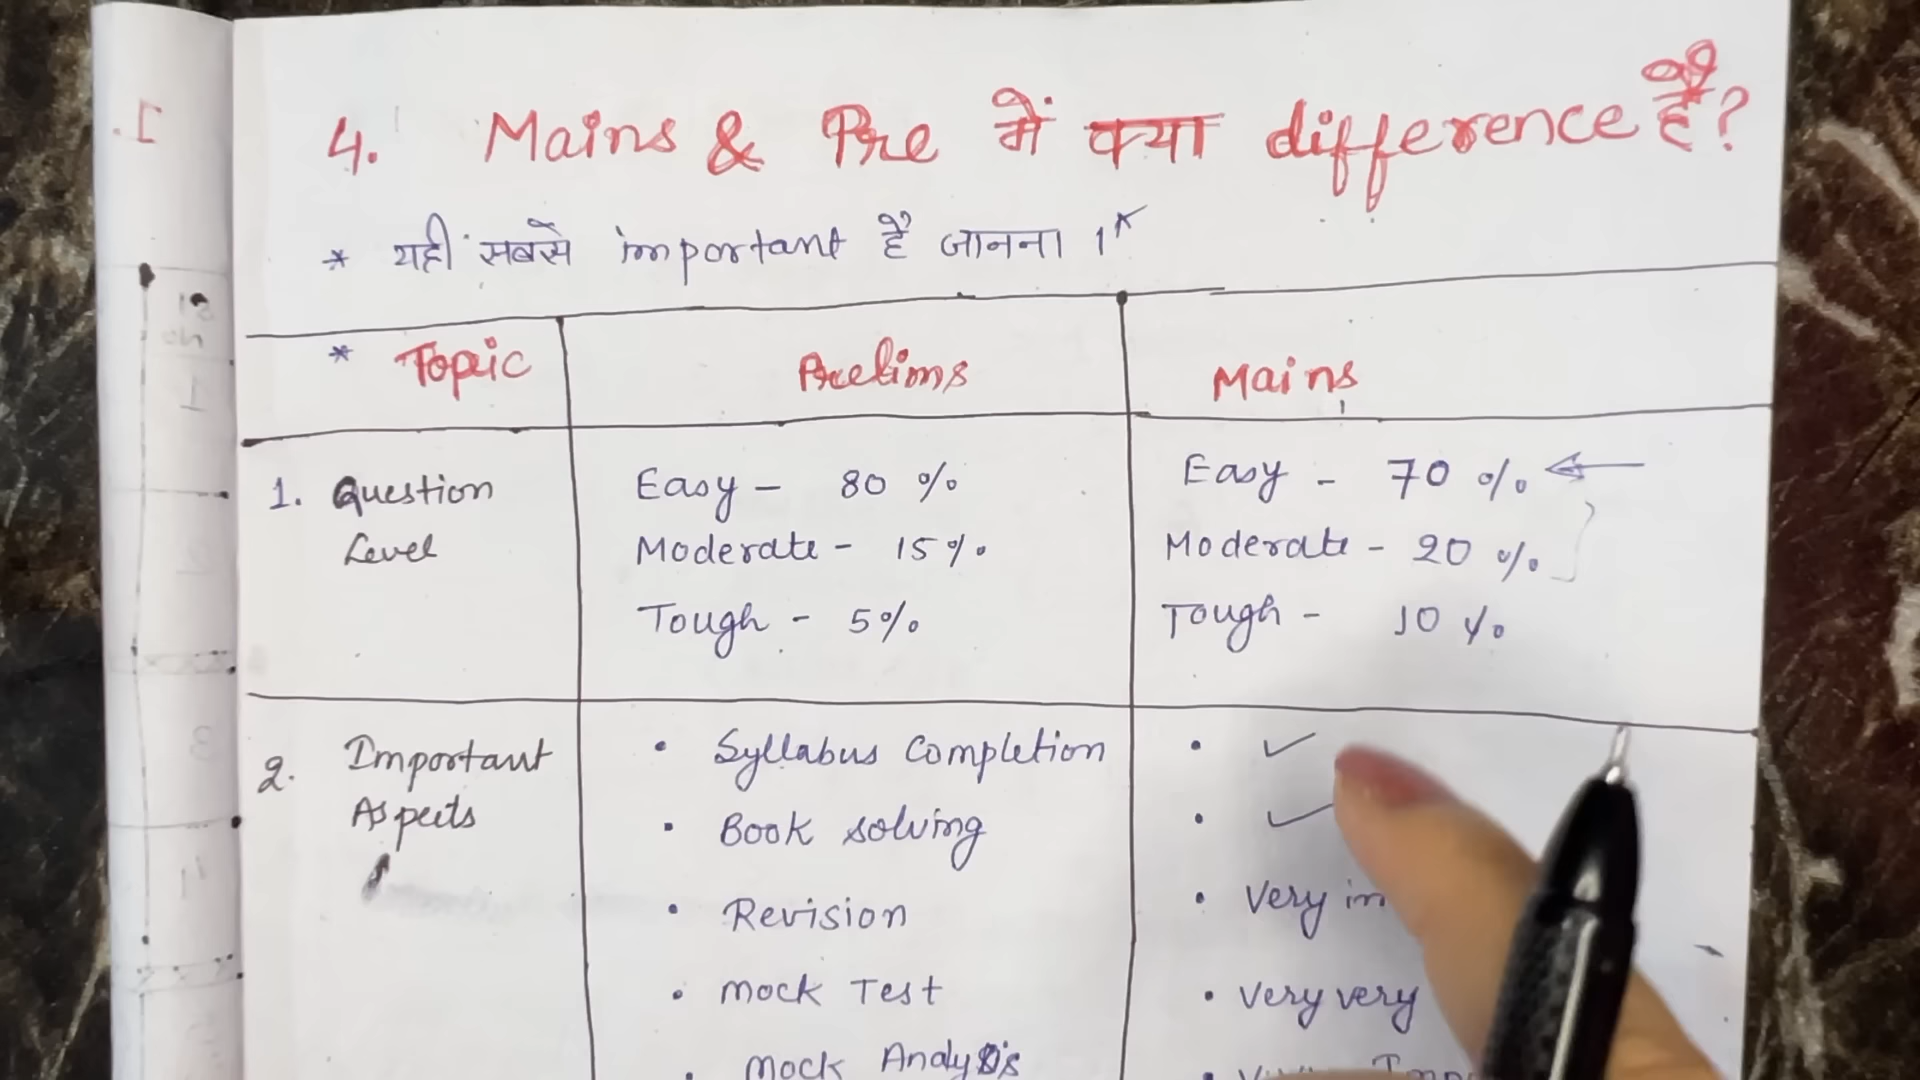 4. Mains & Pre में क्या difference है?
* यही सबसे important है जानना ।*
* Topic Prelims Mains
1. Question Level
Easy - 80 %
Moderate - 15%
Tough - 5%
Easy - 70 %
Moderate - 20 %
Tough - 10 %
2. Important Aspects
• Syllabus Completion
• Book solving
• Revision
• Mock Test
• Mock Analysis
• ✓
• ✓
• Very
• Very very